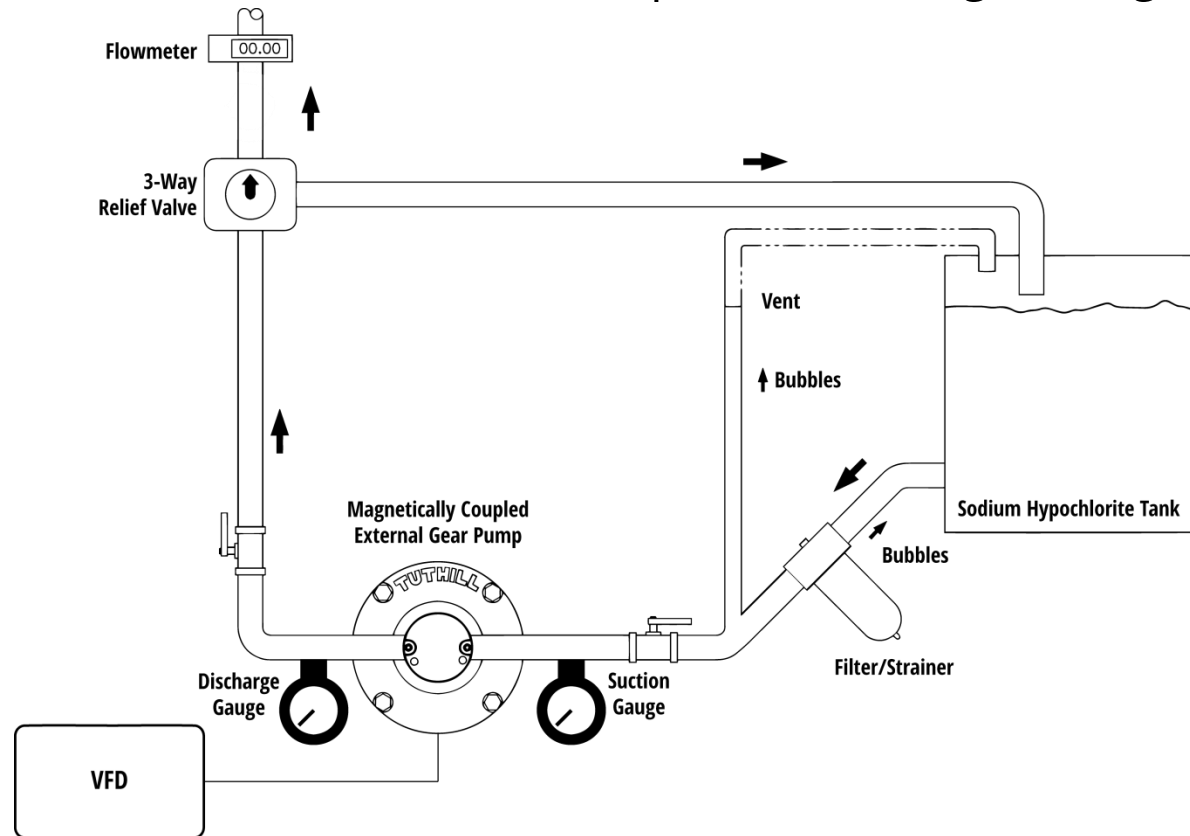 Flowmeter
00.00
3-Way
Relief Valve
Vent
Bubbles
Sodium Hypochlorite Tank
Bubbles
Magnetically Coupled
External Gear Pump
TUTHILL
Filter/Strainer
Discharge
Gauge
Suction
Gauge
VFD